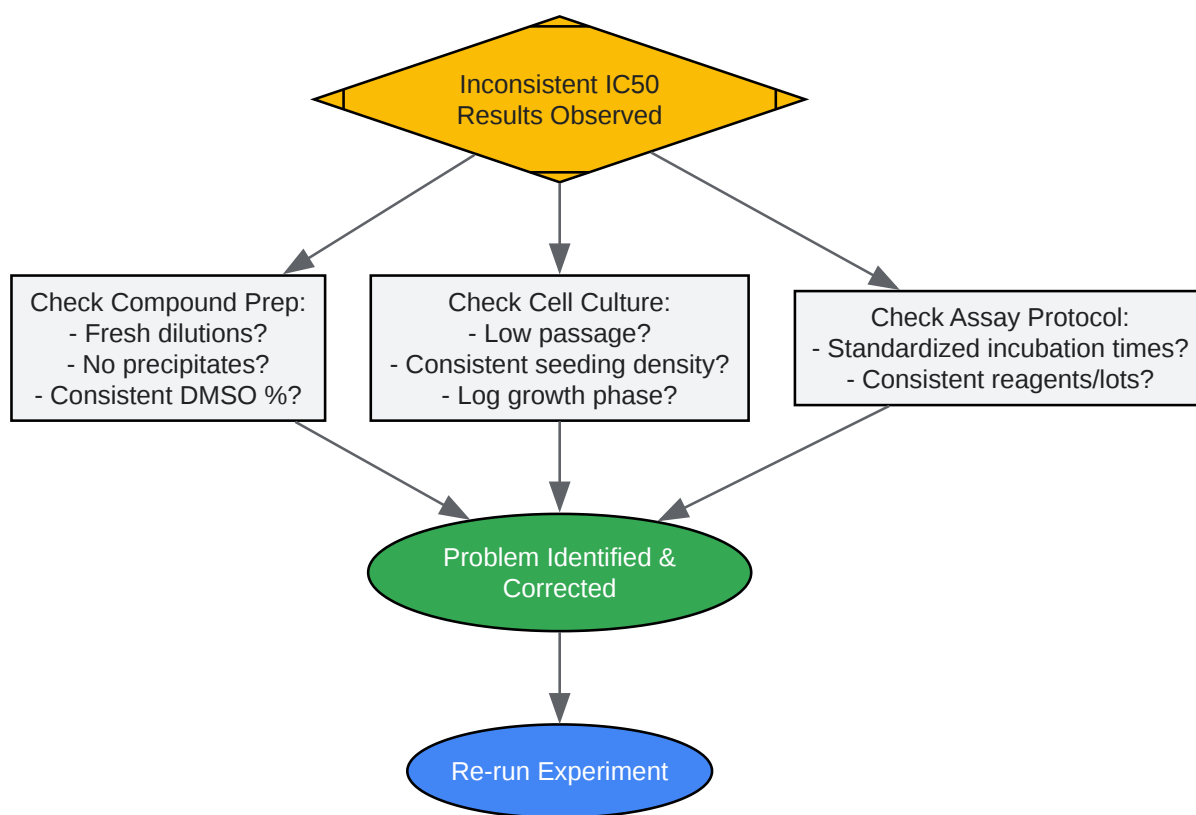 Inconsistent IC50
Results Observed
Check Compound Prep:
- Fresh dilutions?
- No precipitates?
- Consistent DMSO %?
Check Cell Culture:
- Low passage?
- Consistent seeding density?
- Log growth phase?
Check Assay Protocol:
- Standardized incubation times?
- Consistent reagents/lots?
Problem Identified &
Corrected
Re-run Experiment